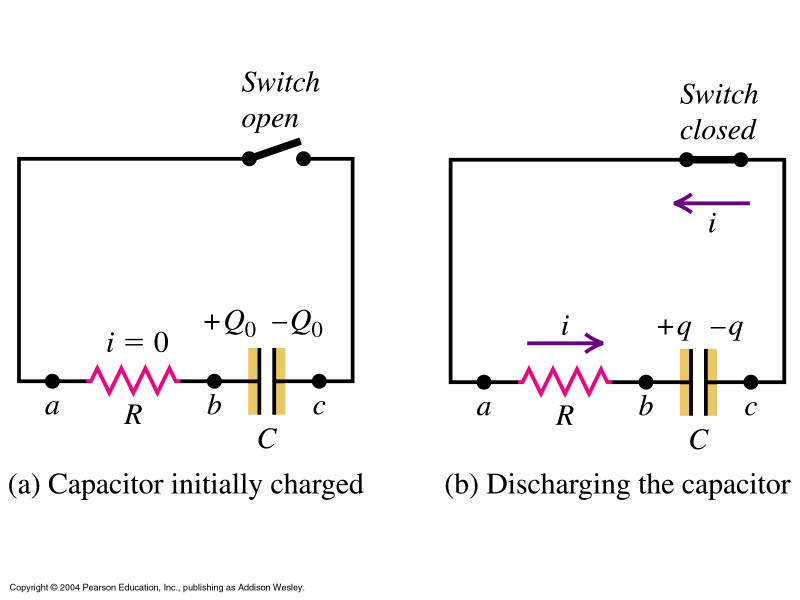 Switch
open
+Q₀ −Q₀
i = 0
a
R
b
c
C
(a) Capacitor initially charged
Switch
closed
i
i
+q −q
a
R
b
c
C
(b) Discharging the capacitor
Copyright © 2004 Pearson Education, Inc., publishing as Addison Wesley.